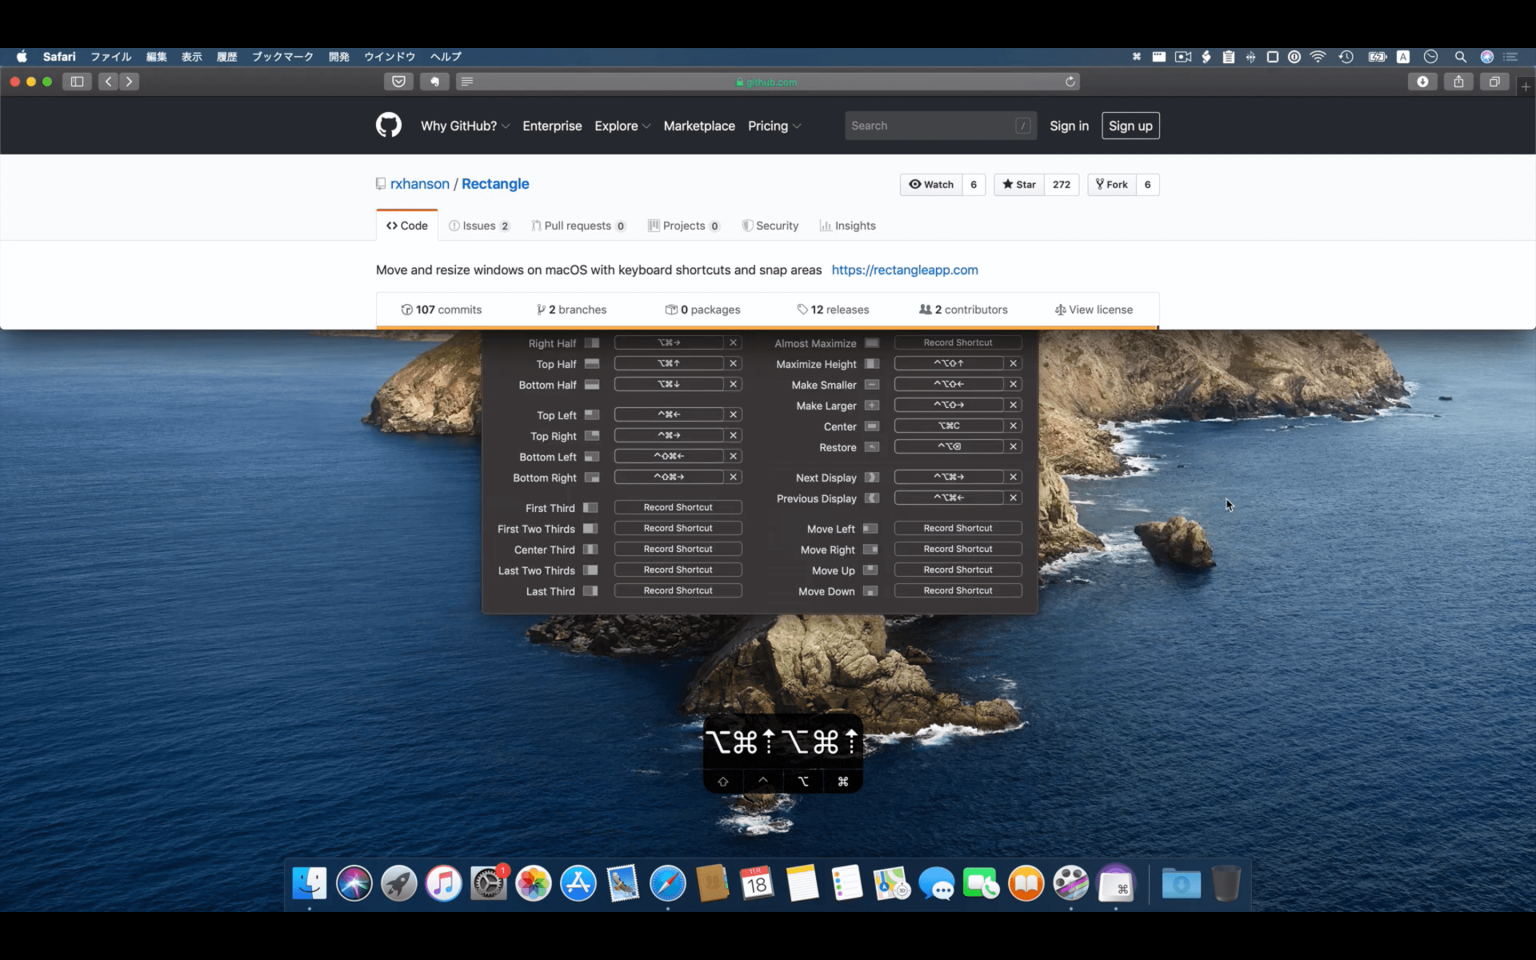 Safari ファイル 編集 表示 履歴 ブックマーク 開発 ウインドウ ヘルプ
github.com
Why GitHub? Enterprise Explore Marketplace Pricing Search / Sign in Sign up
rxhanson / Rectangle
Watch 6 Star 272 Fork 6
Code Issues 2 Pull requests 0 Projects 0 Security Insights
Move and resize windows on macOS with keyboard shortcuts and snap areas https://rectangleapp.com
107 commits 2 branches 0 packages 12 releases 2 contributors View license
Right Half ⌥⌘→
Top Half ⌥⌘↑
Bottom Half ⌥⌘↓
Top Left ^⌘←
Top Right ^⌘→
Bottom Left ^⇧⌘←
Bottom Right ^⇧⌘→
First Third Record Shortcut
First Two Thirds Record Shortcut
Center Third Record Shortcut
Last Two Thirds Record Shortcut
Last Third Record Shortcut
Almost Maximize Record Shortcut
Maximize Height ^⌥⇧↑
Make Smaller ^⌥⇧←
Make Larger ^⌥⇧→
Center ⌥⌘C
Restore ^⌥⌫
Next Display ^⌥⌘→
Previous Display ^⌥⌘←
Move Left Record Shortcut
Move Right Record Shortcut
Move Up Record Shortcut
Move Down Record Shortcut
⌥⌘⇡⌥⌘⇡
⇧ ^ ⌥ ⌘
1
18